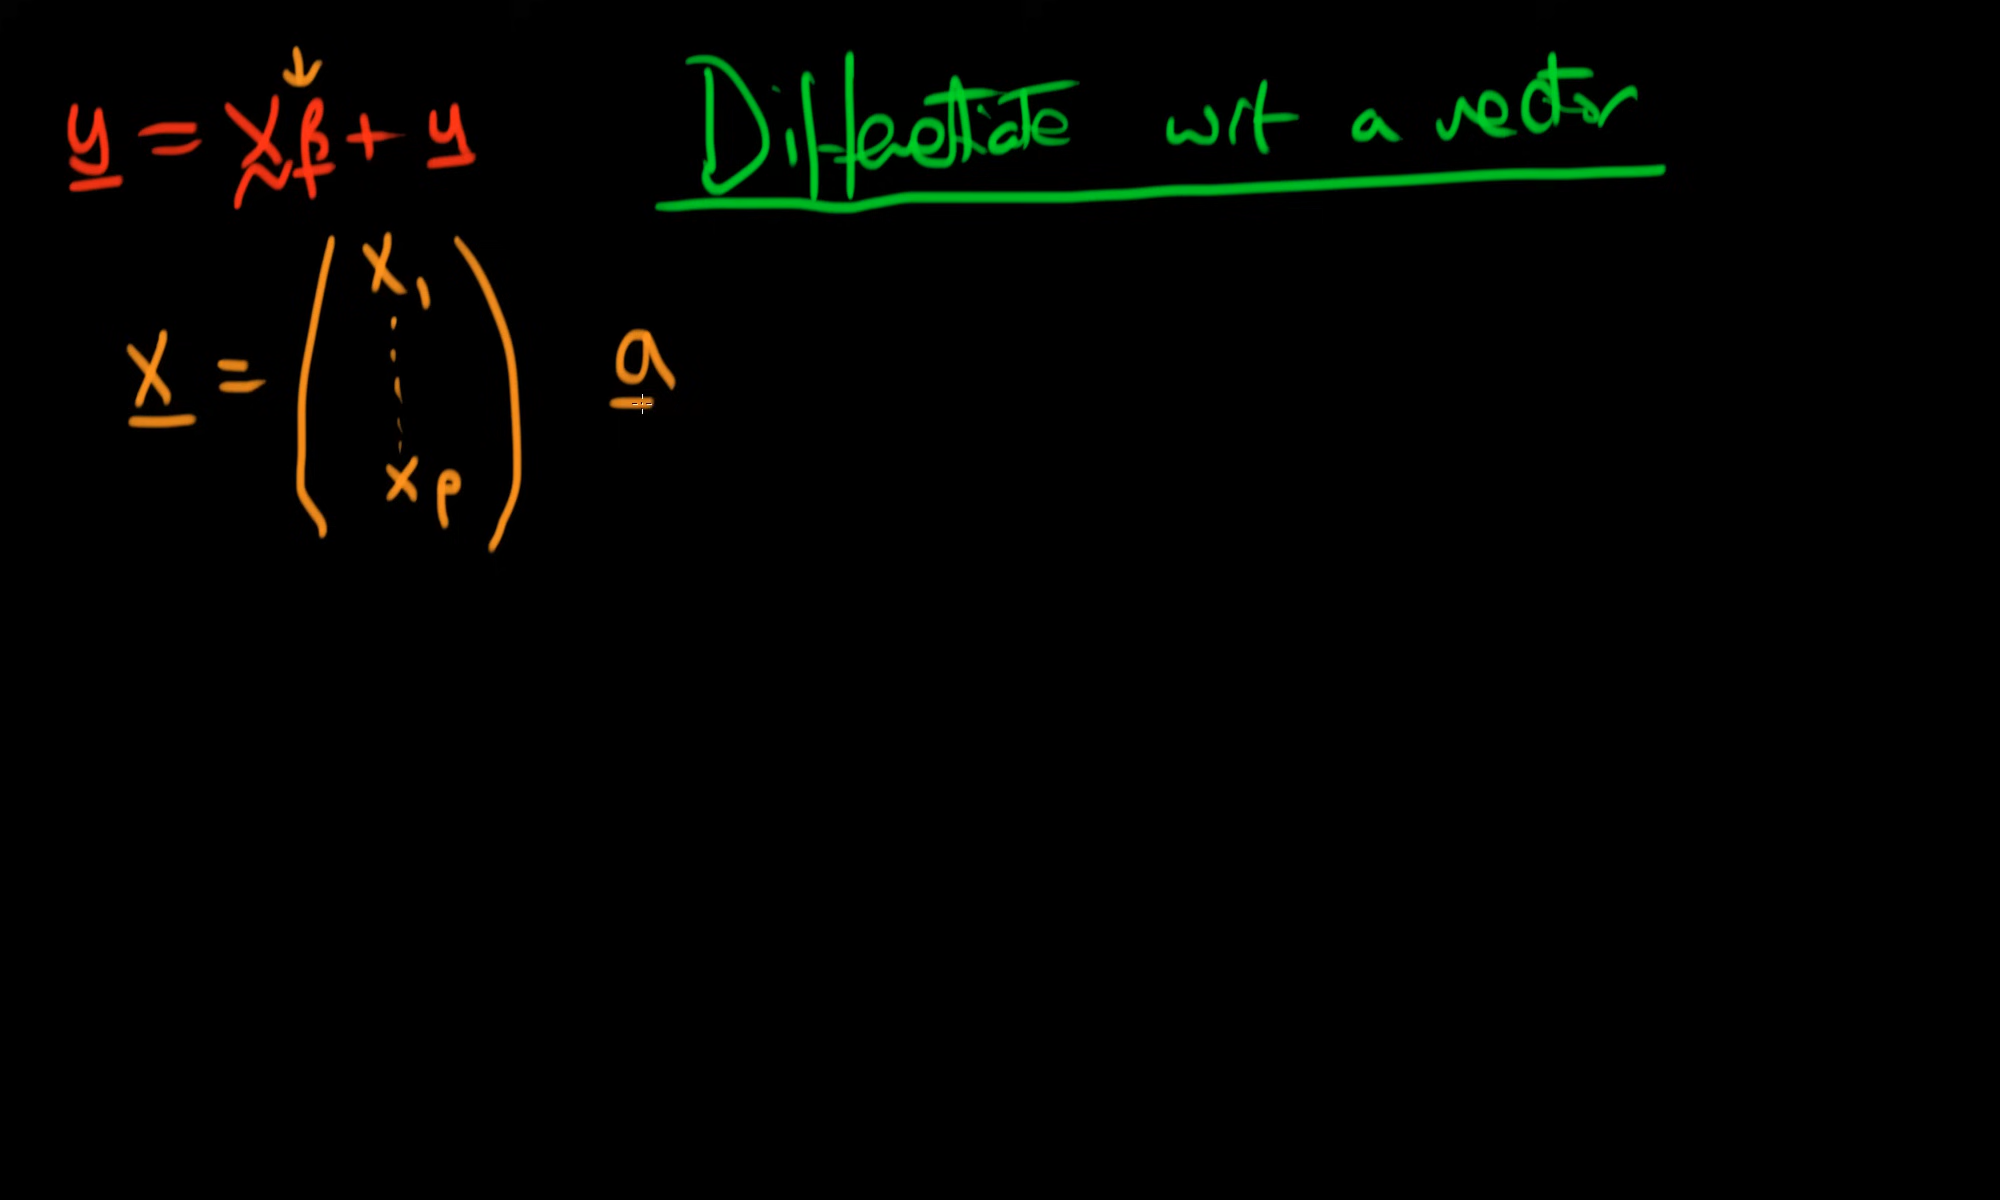 y = Xβ + u
Differentiate wrt a vector
x = ( x₁ ⋮ xₚ ) a